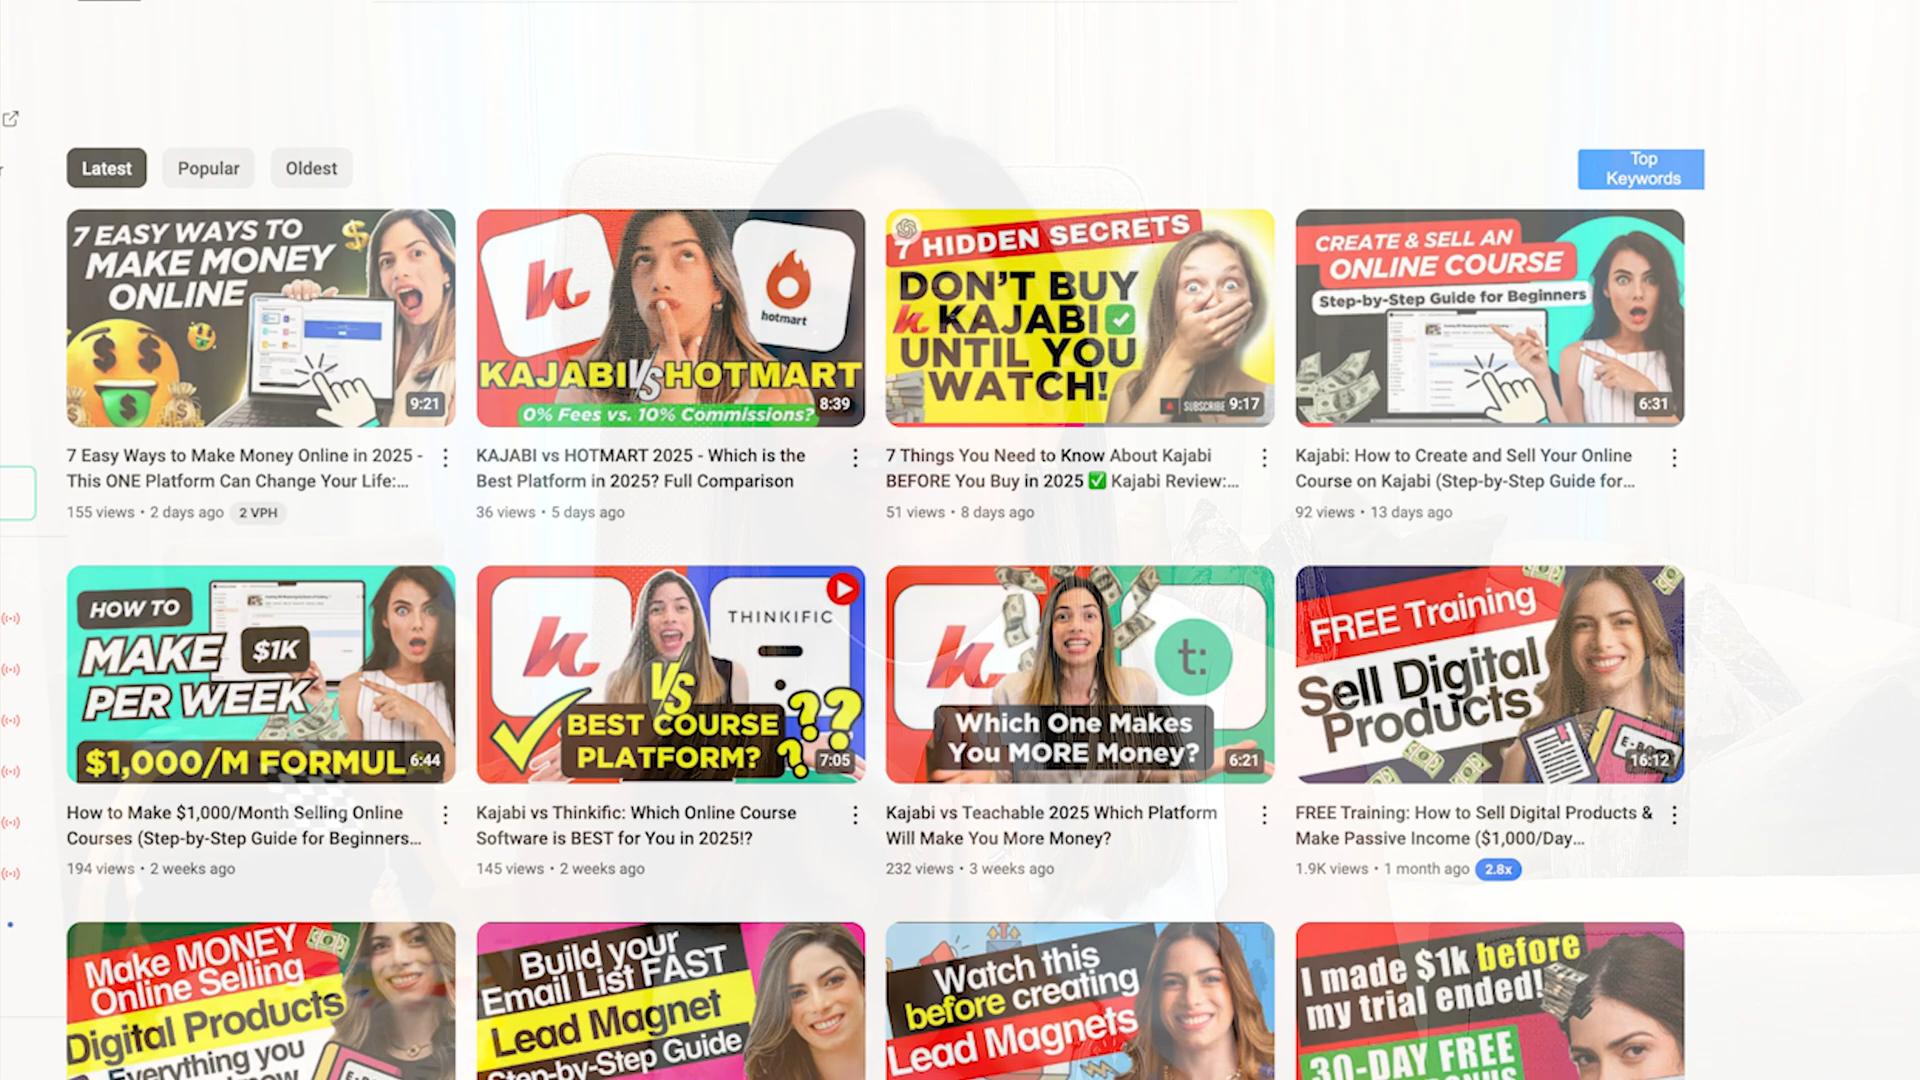 Latest
Popular
Oldest
Top
Keywords
7 EASY WAYS TO
MAKE MONEY
ONLINE
9:21
7 Easy Ways to Make Money Online in 2025 -
This ONE Platform Can Change Your Life:...
155 views • 2 days ago
2 VPH
hotmart
KAJABI VS HOTMART
0% Fees vs. 10% Commissions?
8:39
KAJABI vs HOTMART 2025 - Which is the
Best Platform in 2025? Full Comparison
36 views • 5 days ago
7 HIDDEN SECRETS
DON'T BUY
KAJABI✅
UNTIL YOU
WATCH!
SUBSCRIBE
9:17
7 Things You Need to Know About Kajabi
BEFORE You Buy in 2025 ✅ Kajabi Review:...
51 views • 8 days ago
CREATE & SELL AN
ONLINE COURSE
Step-by-Step Guide for Beginners
6:31
Kajabi: How to Create and Sell Your Online
Course on Kajabi (Step-by-Step Guide for...
92 views • 13 days ago
HOW TO
MAKE $1K
PER WEEK
$1,000/M FORMUL
6:44
How to Make $1,000/Month Selling Online
Courses (Step-by-Step Guide for Beginners...
194 views • 2 weeks ago
THINKIFIC
VS
BEST COURSE
PLATFORM?
???
7:05
Kajabi vs Thinkific: Which Online Course
Software is BEST for You in 2025!?
145 views • 2 weeks ago
t:
Which One Makes
You MORE Money?
6:21
Kajabi vs Teachable 2025 Which Platform
Will Make You More Money?
232 views • 3 weeks ago
FREE Training
Sell Digital
Products
E-BOOK
16:12
FREE Training: How to Sell Digital Products &
Make Passive Income ($1,000/Day...
1.9K views • 1 month ago
2.8x
Make MONEY
Online Selling
Digital Products
Everything you
Build your
Email List FAST
Lead Magnet
Step-by-Step Guide
Watch this
before creating
Lead Magnets
I made $1k before
my trial ended!
30-DAY FREE